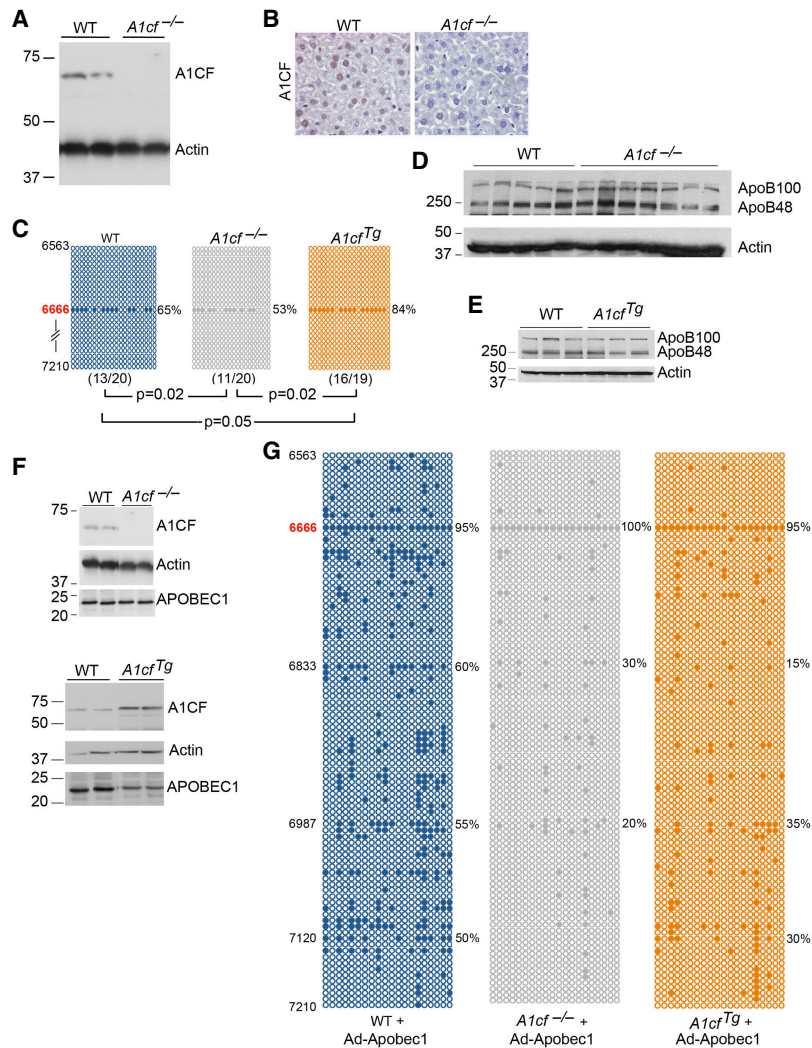 A
WT A1cf –/–
75
A1CF
50
Actin
37
B
WT A1cf –/–
A1CF
C
WT A1cf –/– A1cf Tg
6563
6666 65% 53% 84%
7210
(13/20) (11/20) (16/19)
p=0.02 p=0.02
p=0.05
D
WT A1cf –/–
ApoB100
250
ApoB48
50
Actin
37
E
WT A1cf Tg
ApoB100
250
ApoB48
50
Actin
37
F
WT A1cf –/–
75
A1CF
Actin
37
25
APOBEC1
20
WT A1cf Tg
75
A1CF
50
Actin
37
25
APOBEC1
20
G
6563
6666 95% 100% 95%
6833 60% 30% 15%
6987 55% 20% 35%
7120 50% 30%
7210
WT + A1cf –/– + A1cf Tg +
Ad-Apobec1 Ad-Apobec1 Ad-Apobec1